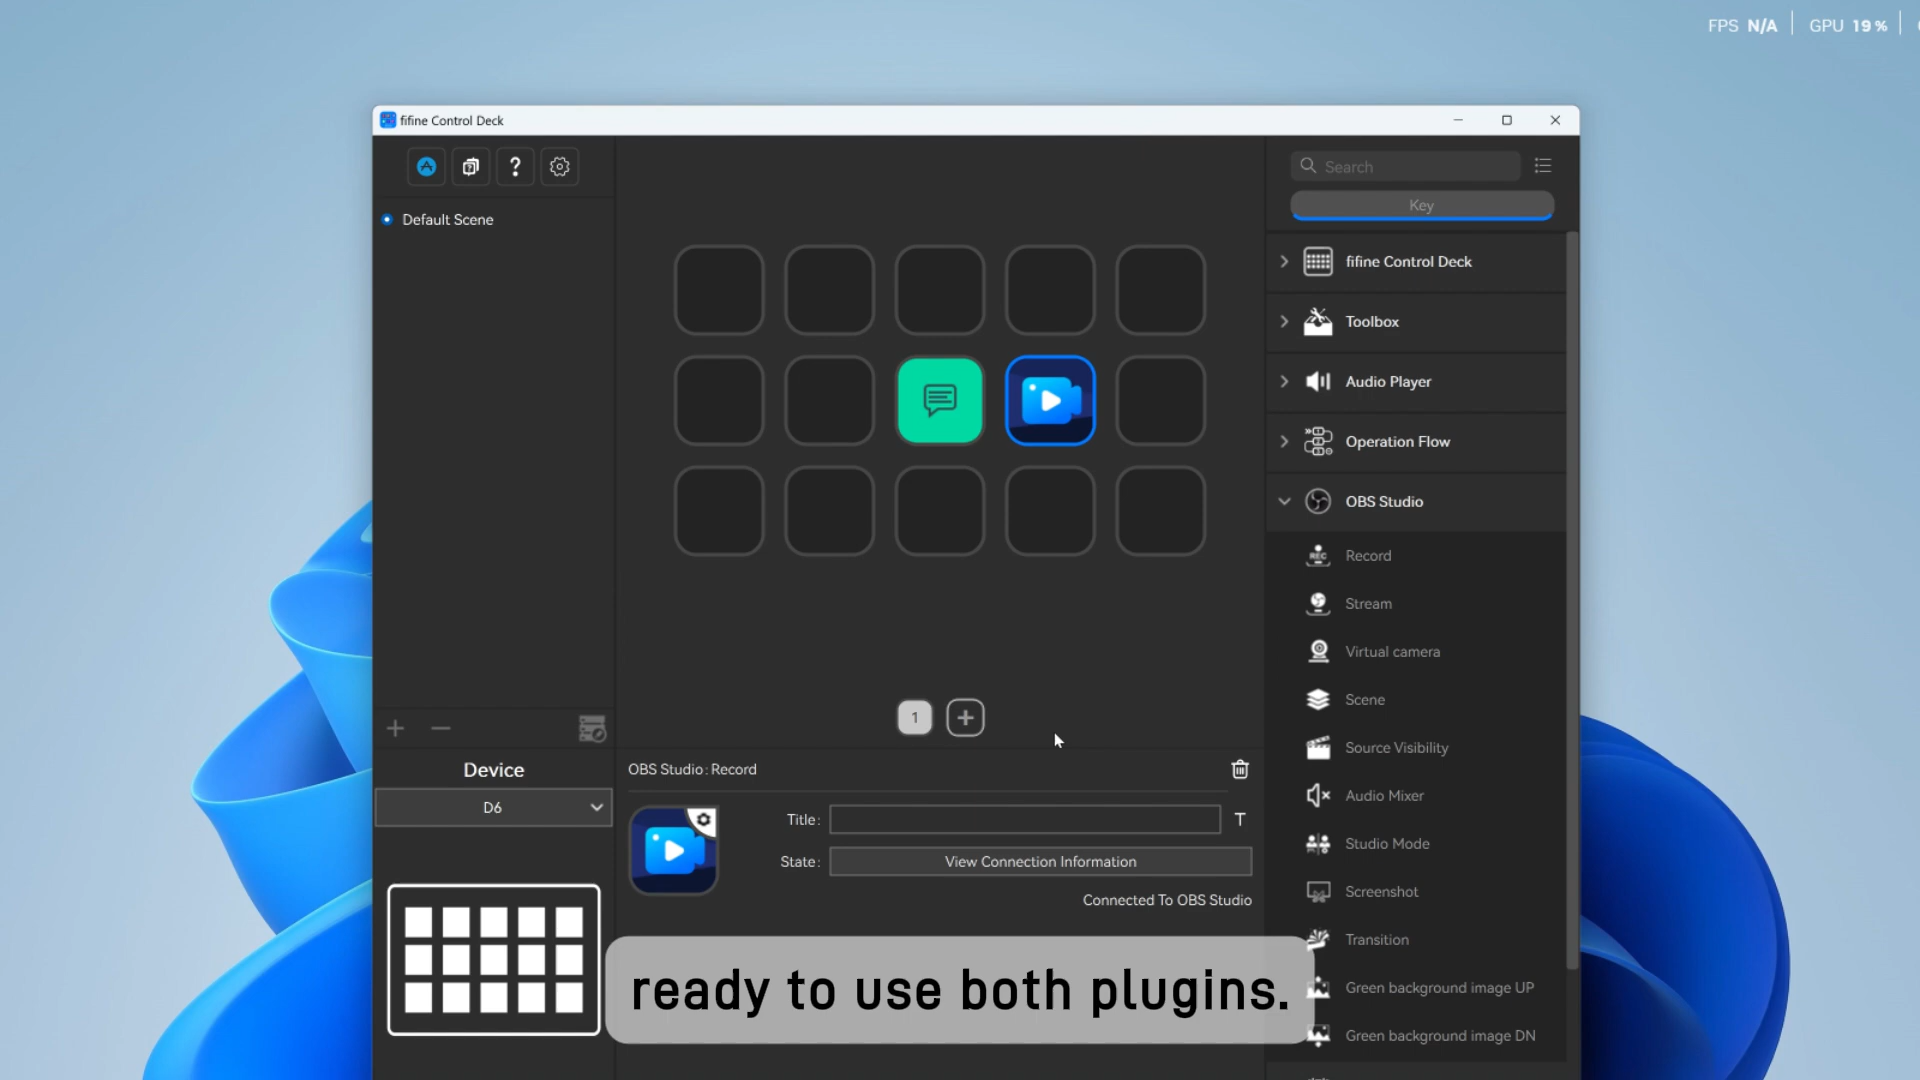 FPS N/A GPU 19%
fifine Control Deck
?
Search
Key
Default Scene
fifine Control Deck
Toolbox
Audio Player
Operation Flow
OBS Studio
REC Record
Stream
Virtual camera
Scene
Source Visibility
Audio Mixer
Studio Mode
Screenshot
Transition
Green background image UP
Green background image DN
1
Device
D6
OBS Studio: Record
Title: T
State: View Connection Information
Connected To OBS Studio
ready to use both plugins.